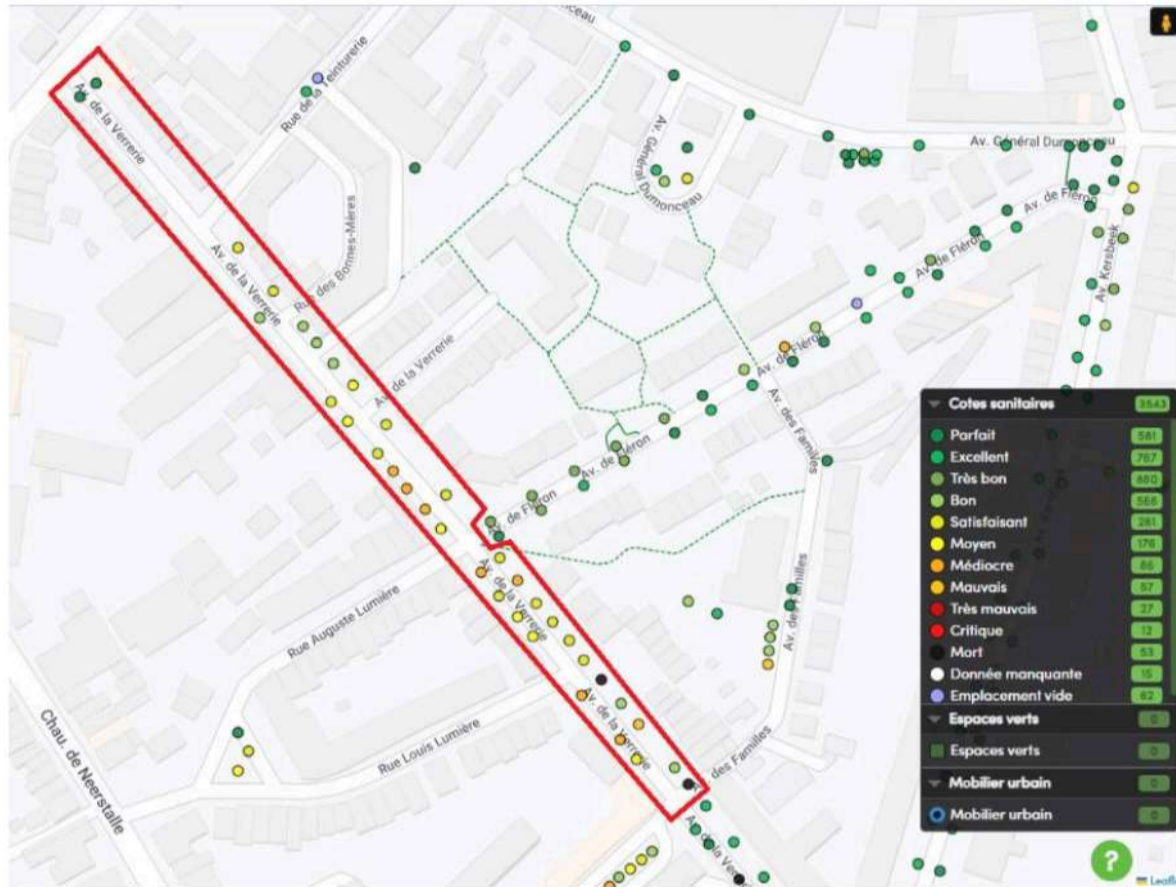 Dumonceau
Av. de la Verrerie
Rue de la Teinturerie
Av. Général Dumonceau
Av. Général Dumonceau
Av. de Fléron
Av. de Fléron
Av. Kersbeek
Rue des Bonnes-Mères
Av. de la Verrerie
Av. de la Verrerie
Av. de Fléron
Av. des Familles
Av. de Fléron
Av. de Fléron
Av. de la Verrerie
Rue Auguste Lumière
Av. des Familles
Av. de la Verrerie
Rue Louis Lumière
des Familles
Chau. de Neerstalle
Cotes sanitaires 3543
Parfait 581
Excellent 767
Très bon 880
Bon
Satisfaisant 281
Moyen 176
Médiocre
Mauvais 57
Très mauvais 27
Critique 12
Mort 53
Donnée manquante 15
Emplacement vide 62
Espaces verts 0
Espaces verts 0
Mobilier urbain 0
Mobilier urbain 0
?